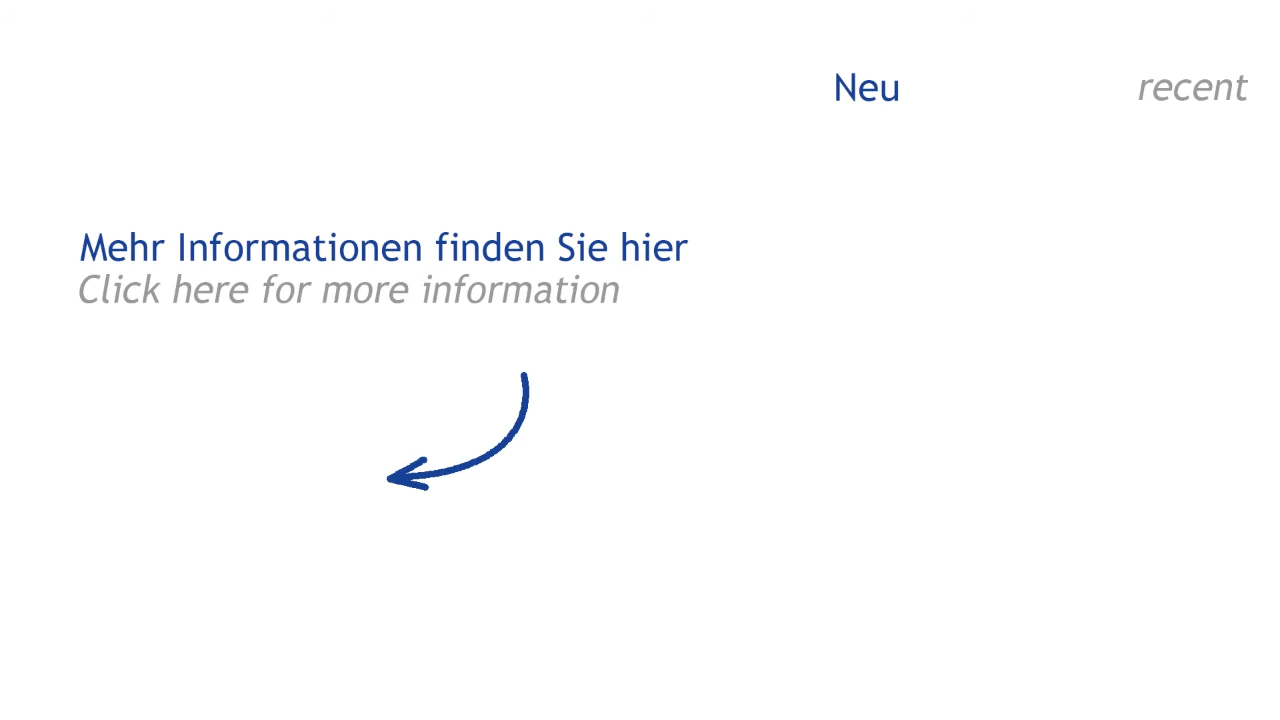 Neu recent
Mehr Informationen finden Sie hier
Click here for more information